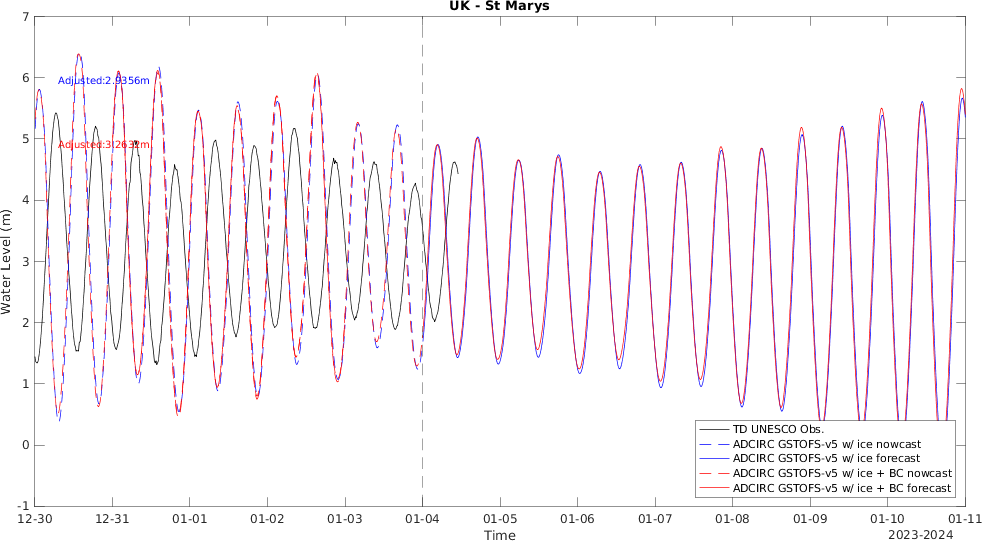 UK - St Marys
7
6
5
4
3
2
1
0
-1
Water Level (m)
Adjusted:2.9356m
Adjusted:3.2632m
TD UNESCO Obs.
ADCIRC GSTOFS-v5 w/ ice nowcast
ADCIRC GSTOFS-v5 w/ ice forecast
ADCIRC GSTOFS-v5 w/ ice + BC nowcast
ADCIRC GSTOFS-v5 w/ ice + BC forecast
12-30 12-31 01-01 01-02 01-03 01-04 01-05 01-06 01-07 01-08 01-09 01-10 01-11
Time
2023-2024